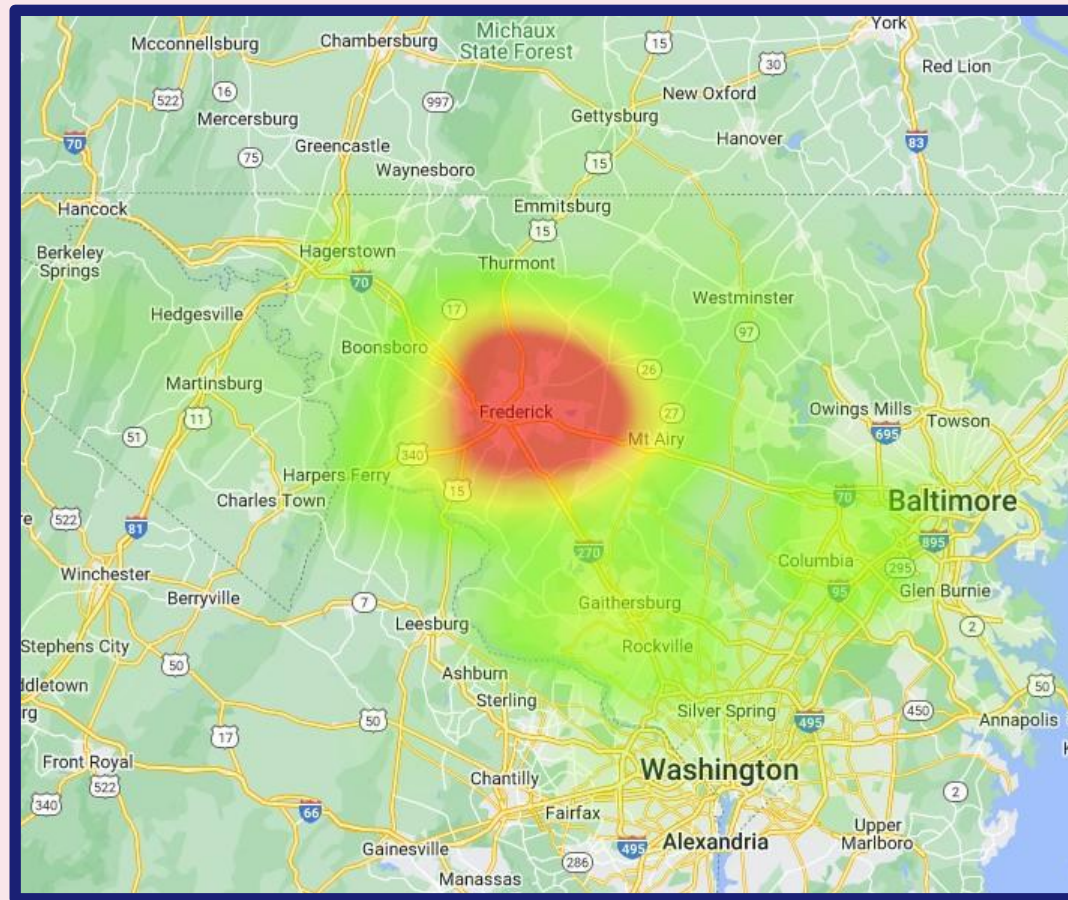 York
Mcconnellsburg
Chambersburg
Michaux
State Forest
15
30
Red Lion
16
522
997
New Oxford
Mercersburg
Gettysburg
70
Hanover
83
Greencastle
75
15
Waynesboro
Hancock
Emmitsburg
15
Berkeley
Springs
Hagerstown
Thurmont
70
Westminster
17
Hedgesville
97
Boonsboro
26
Martinsburg
Owings Mills
Towson
11
Frederick
27
695
51
340
Mt Airy
Harpers Ferry
15
70
Charles Town
Baltimore
522
81
270
895
Columbia
295
Winchester
95
Glen Burnie
Berryville
7
Gaithersburg
Leesburg
2
Stephens City
Rockville
50
Ashburn
ddletown
50
Sterling
rg
Silver Spring
450
50
17
495
Annapolis
Front Royal
Washington
522
Chantilly
2
340
66
Fairfax
Upper
Marlboro
Gainesville
495
Alexandria
286
Manassas